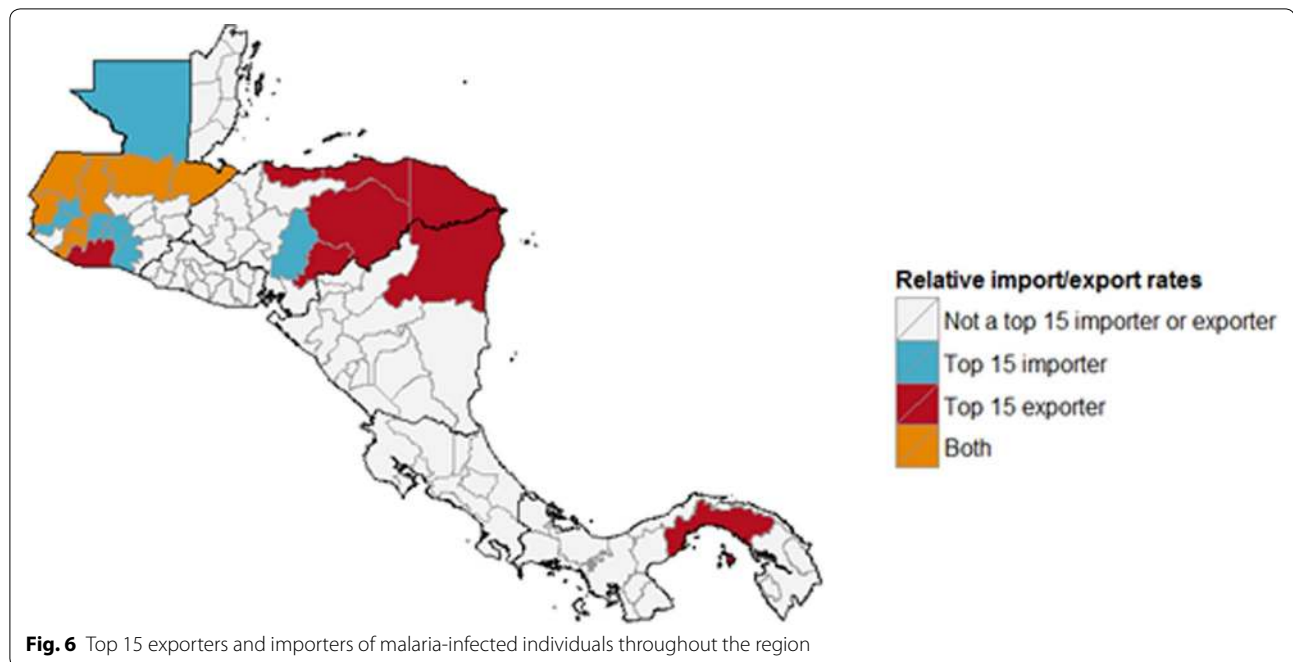 Relative import/export rates
Not a top 15 importer or exporter
Top 15 importer
Top 15 exporter
Both
Fig. 6 Top 15 exporters and importers of malaria-infected individuals throughout the region